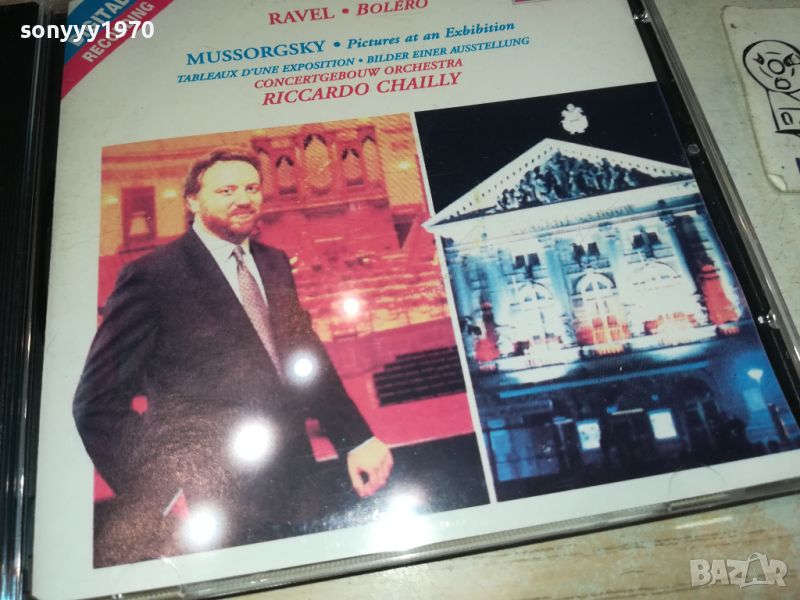 sonyyy1970
DIGITAL
RECORDING
RAVEL • BOLÉRO
MUSSORGSKY • Pictures at an Exhibition
TABLEAUX D'UNE EXPOSITION • BILDER EINER AUSSTELLUNG
CONCERTGEBOUW ORCHESTRA
RICCARDO CHAILLY
BAZAR